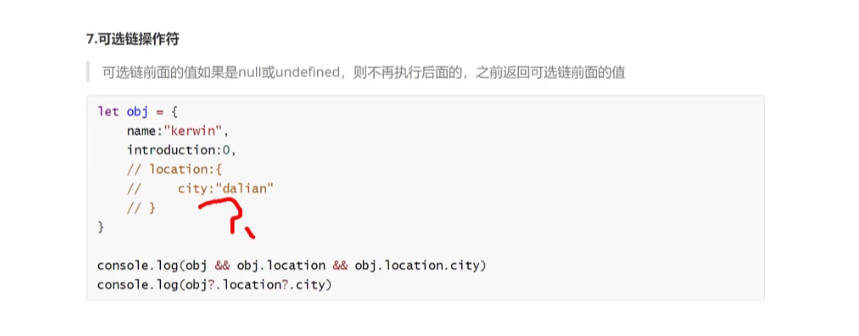 7.可选链操作符
可选链前面的值如果是null或undefined，则不再执行后面的，之前返回可选链前面的值
let obj = {
    name:"kerwin",
    introduction:0,
    // location:{
    //     city:"dalian"
    // }
}
console.log(obj && obj.location && obj.location.city)
console.log(obj?.location?.city)